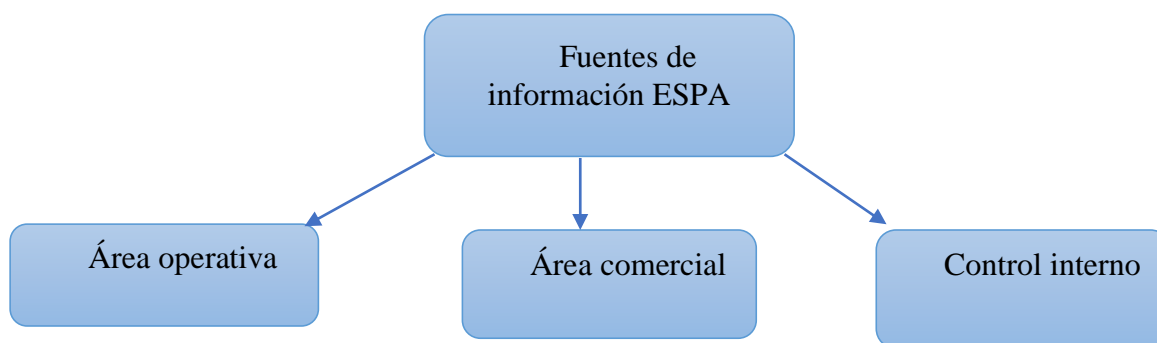 Fuentes de
información ESPA
Área operativa
Área comercial
Control interno